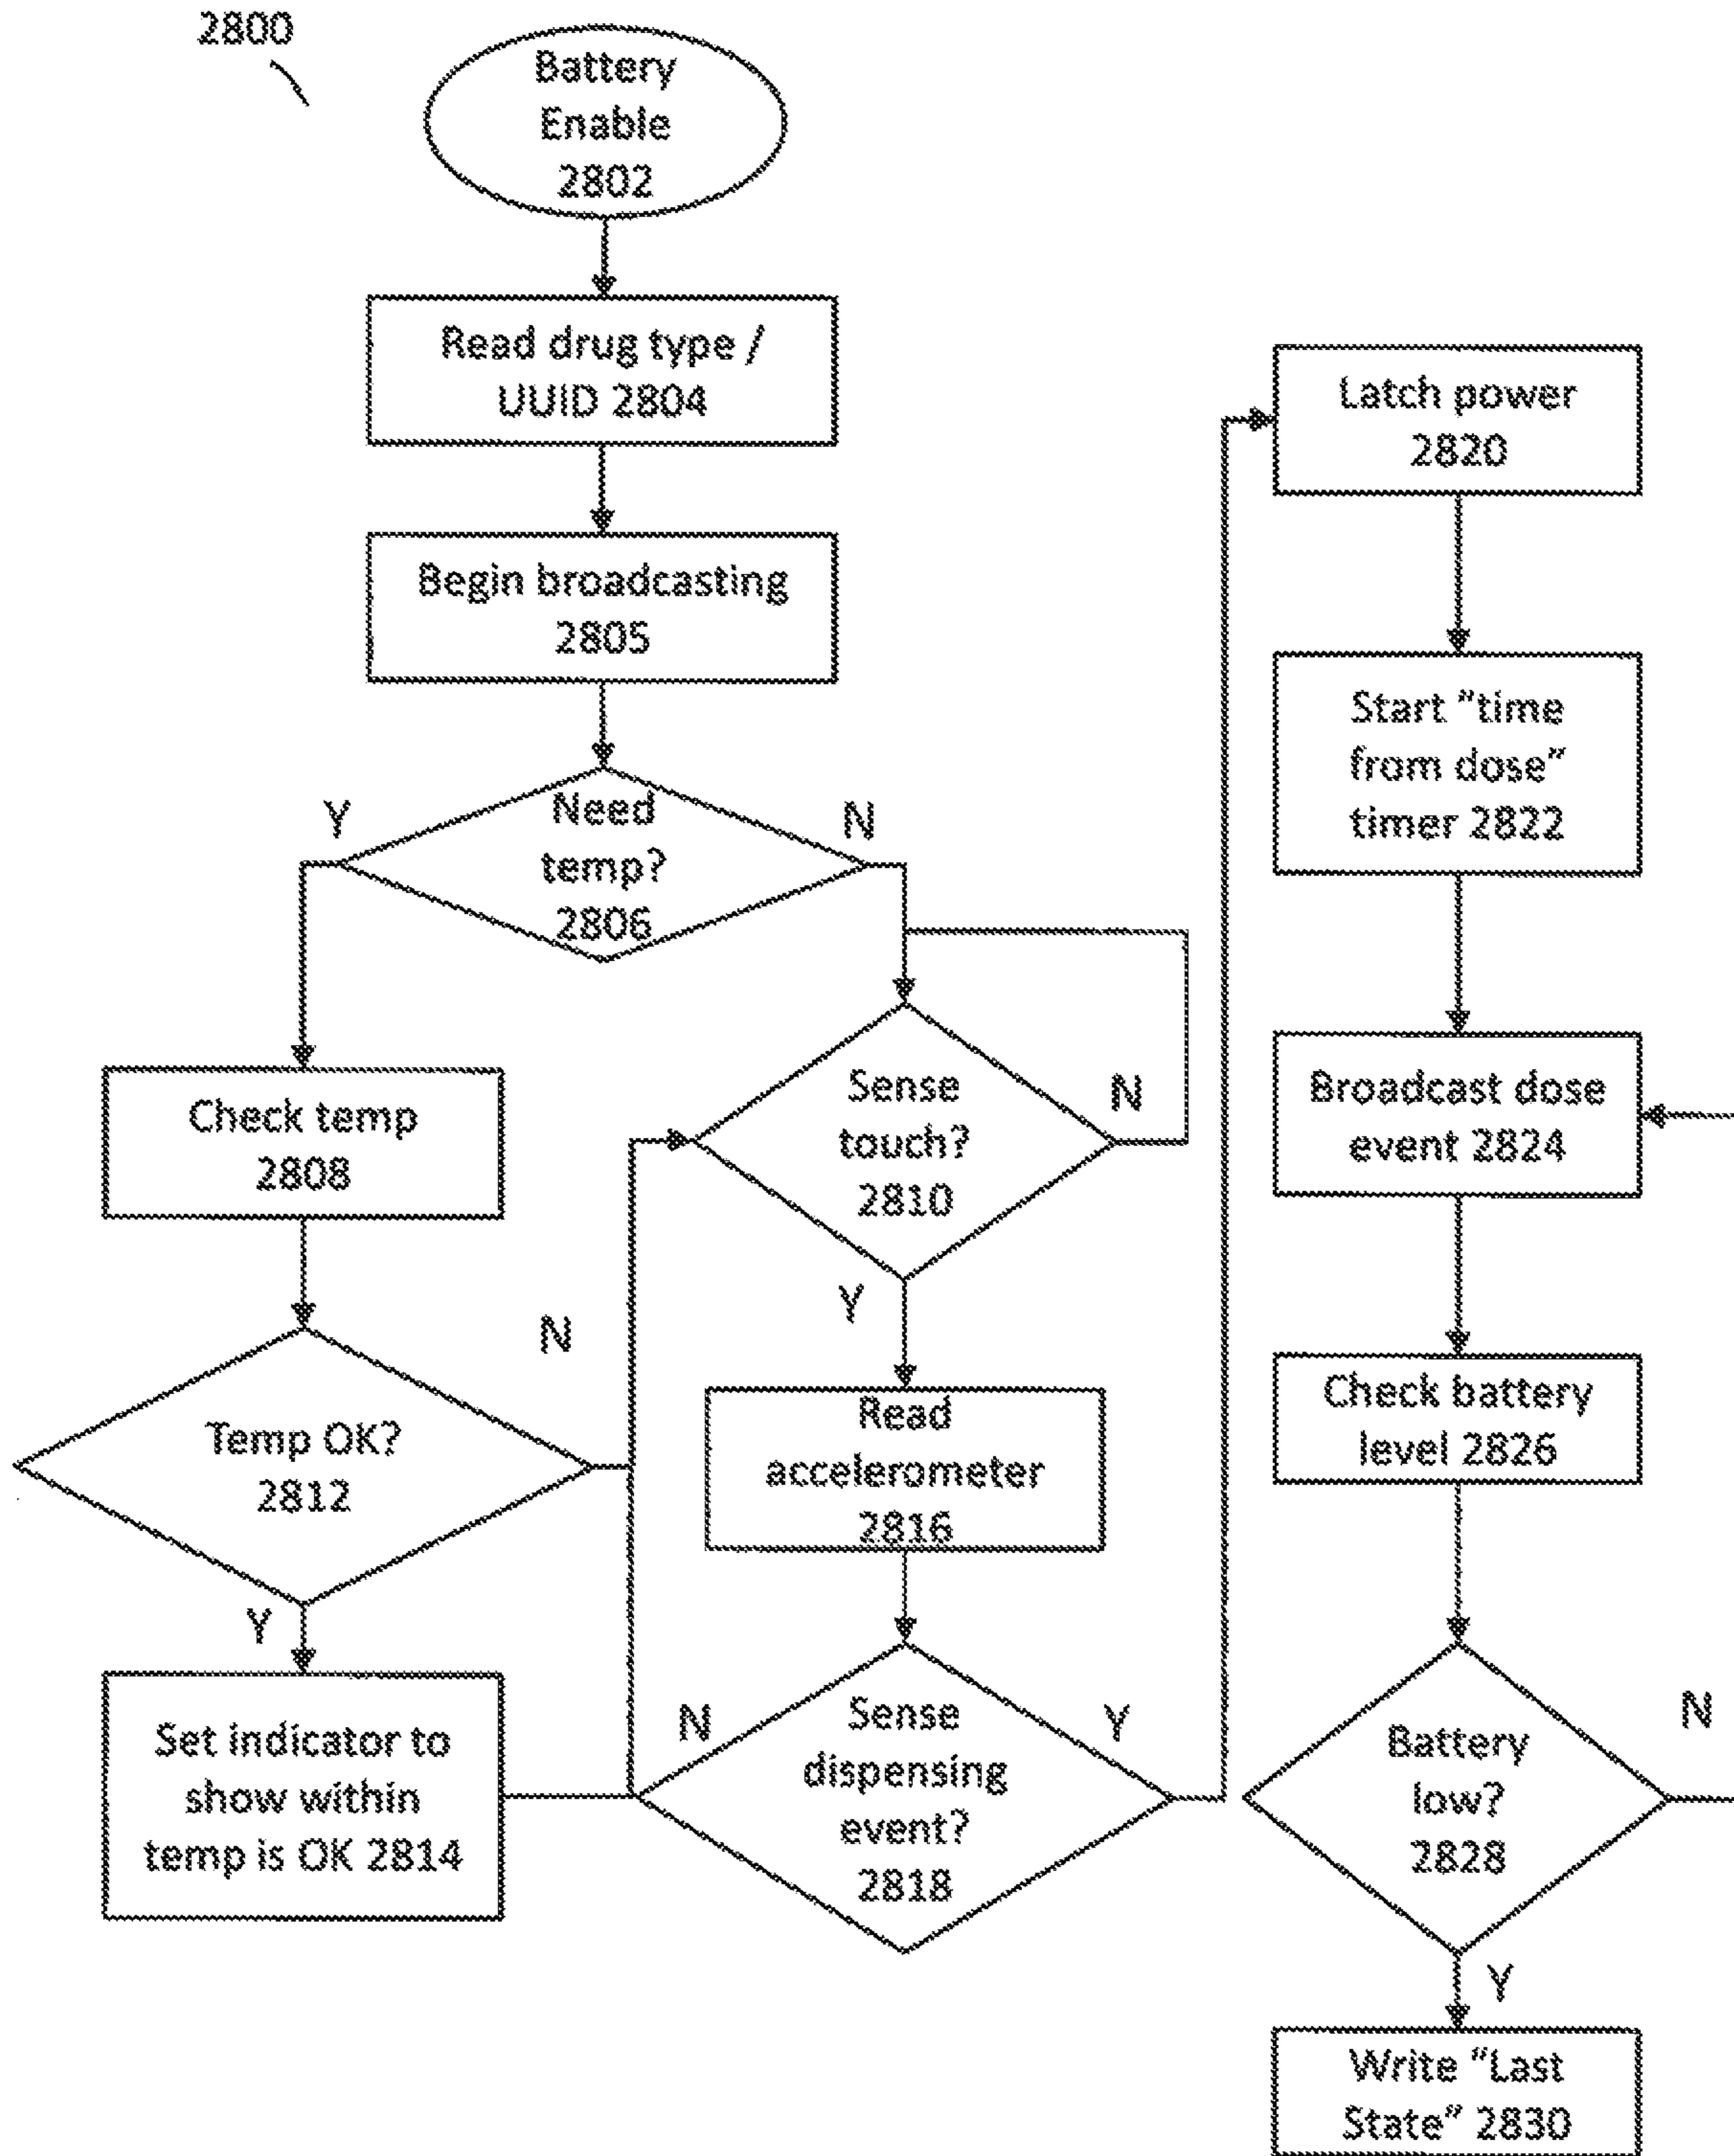 2800
Battery
Enable
2802
Read drug type /
UUID 2804
Begin broadcasting
2805
Y
Need
temp?
2806
N
Check temp
2808
Sense
touch?
2810
N
Y
Temp OK?
2812
N
Y
Read
accelerometer
2816
Set indicator to
show within
temp is OK 2814
N
Sense
dispensing
event?
2818
Y
Latch power
2820
Start “time
from dose”
timer 2822
Broadcast dose
event 2824
Check battery
level 2826
Battery
low?
2828
N
Y
Write “Last
State” 2830